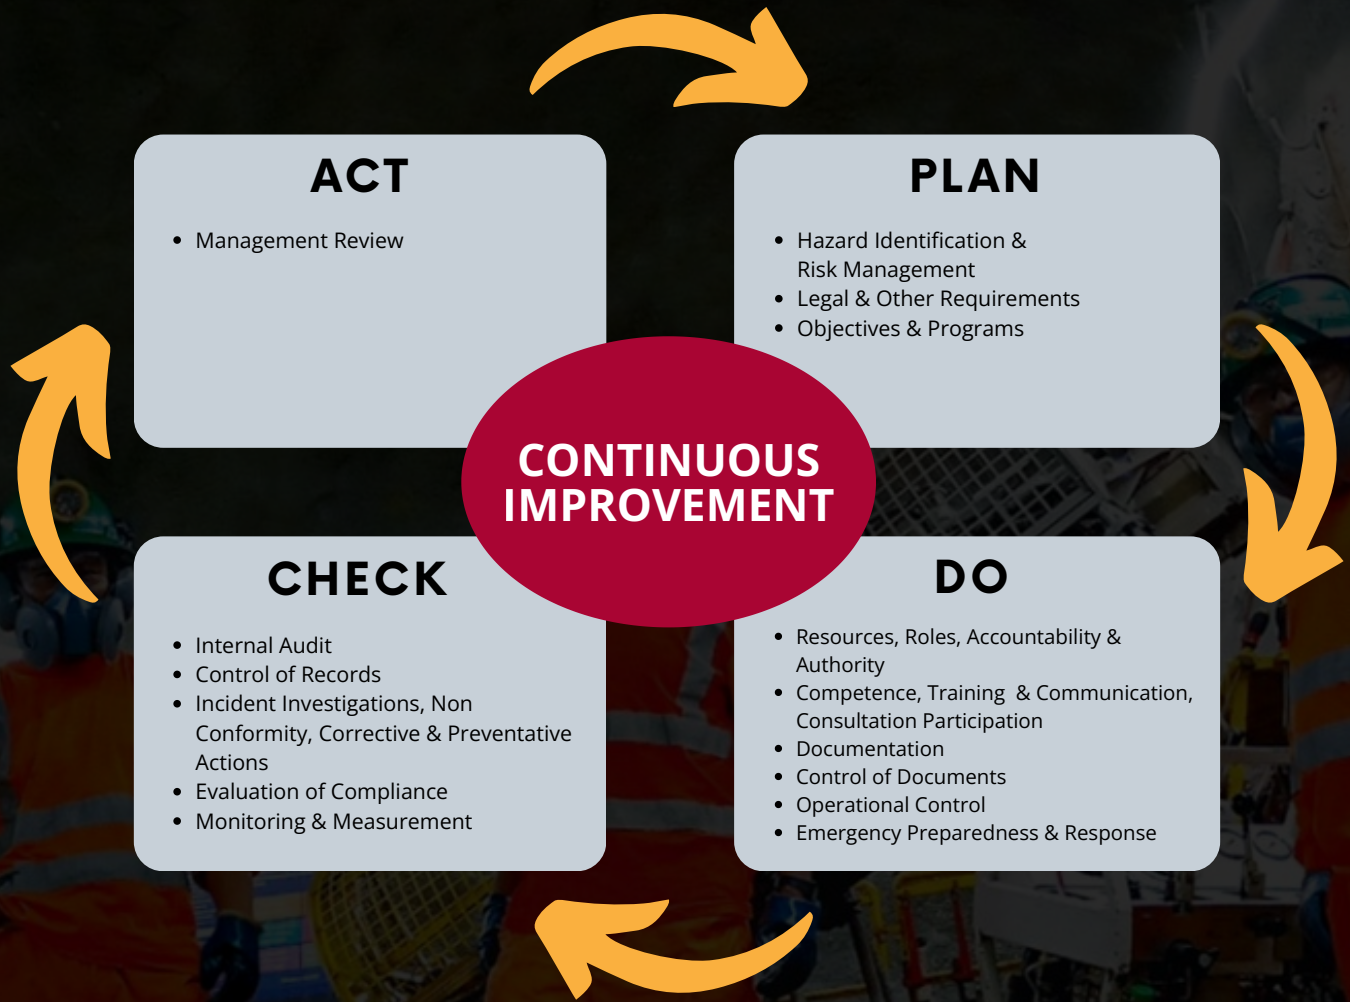 ACT
• Management Review
PLAN
• Hazard Identification &
Risk Management
• Legal & Other Requirements
• Objectives & Programs
CONTINUOUS
IMPROVEMENT
CHECK
• Internal Audit
• Control of Records
• Incident Investigations, Non
Conformity, Corrective & Preventative
Actions
• Evaluation of Compliance
• Monitoring & Measurement
DO
• Resources, Roles, Accountability &
Authority
• Competence, Training  & Communication,
Consultation Participation
• Documentation
• Control of Documents
• Operational Control
• Emergency Preparedness & Response